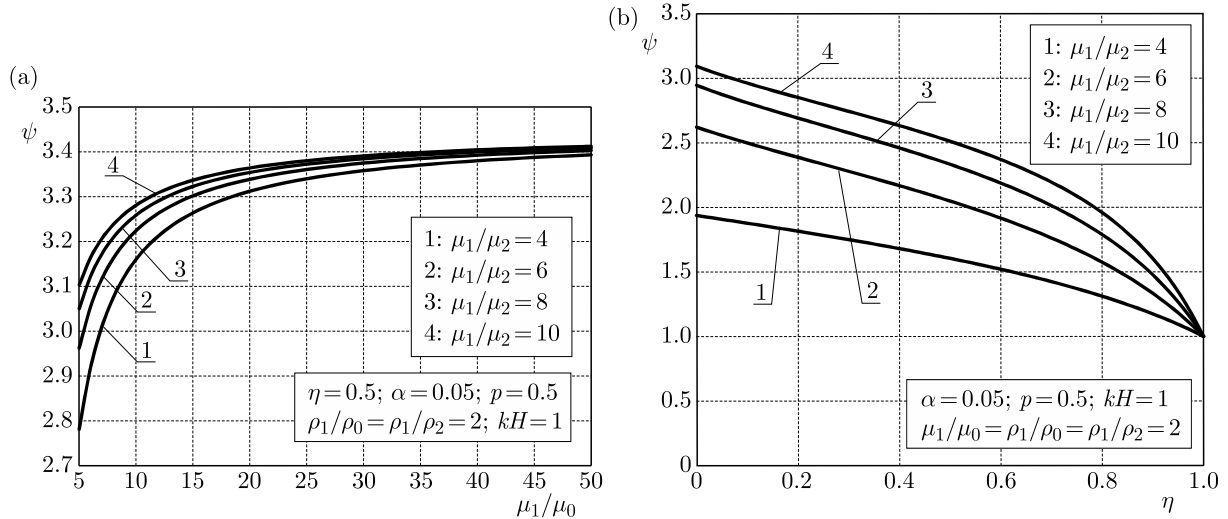 (a)
ψ
3.5
3.4
3.3
3.2
3.1
3.0
2.9
2.8
2.7
4
3
2
1
1: μ₁/μ₂ = 4
2: μ₁/μ₂ = 6
3: μ₁/μ₂ = 8
4: μ₁/μ₂ = 10
η = 0.5; α = 0.05; p = 0.5
ρ₁/ρ₀ = ρ₁/ρ₂ = 2; kH = 1
5 10 15 20 25 30 35 40 45 50
μ₁/μ₀
(b)
ψ
3.5
3.0
2.5
2.0
1.5
1.0
0.5
0
4
3
1
2
1: μ₁/μ₂ = 4
2: μ₁/μ₂ = 6
3: μ₁/μ₂ = 8
4: μ₁/μ₂ = 10
α = 0.05; p = 0.5; kH = 1
μ₁/μ₀ = ρ₁/ρ₀ = ρ₁/ρ₂ = 2
0 0.2 0.4 0.6 0.8 1.0
η